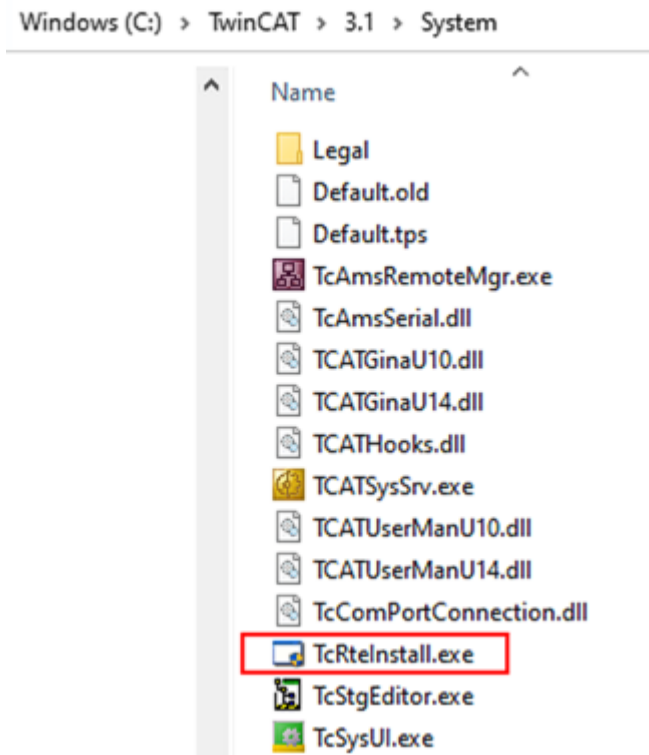 Windows (C:) > TwinCAT > 3.1 > System
Name
Legal
Default.old
Default.tps
TcAmsRemoteMgr.exe
TcAmsSerial.dll
TCATGinaU10.dll
TCATGinaU14.dll
TCATHooks.dll
TCATSysSrv.exe
TCATUserManU10.dll
TCATUserManU14.dll
TcComPortConnection.dll
TcRteInstall.exe
TcStgEditor.exe
TcSysUI.exe